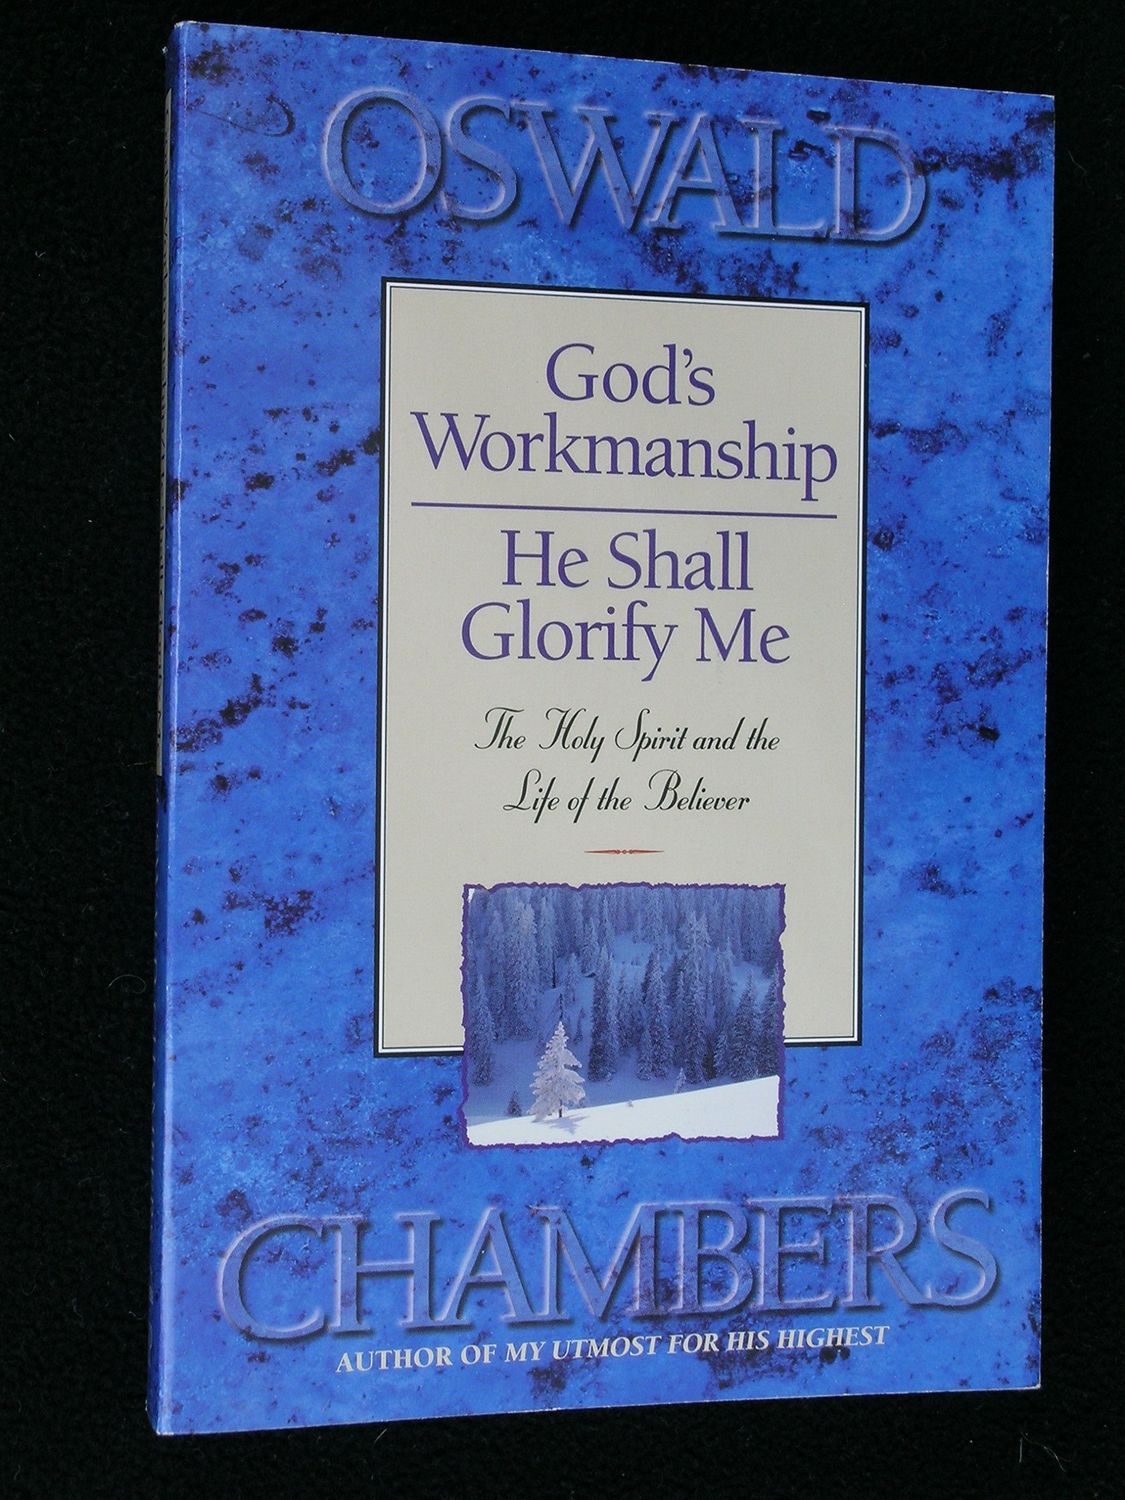 OSWALD
God's
Workmanship
He Shall
Glorify Me
The Holy Spirit and the
Life of the Believer
CHAMBERS
AUTHOR OF MY UTMOST FOR HIS HIGHEST